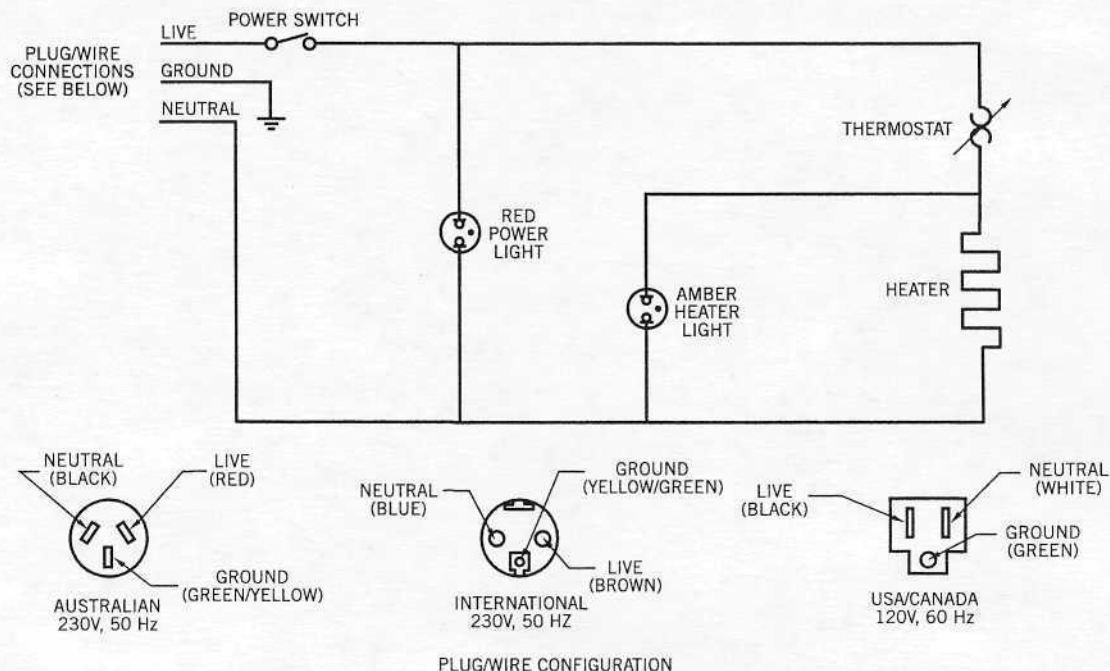 POWER SWITCH
LIVE
PLUG/WIRE
CONNECTIONS
(SEE BELOW)
GROUND
NEUTRAL
THERMOSTAT
RED
POWER
LIGHT
AMBER
HEATER
LIGHT
HEATER
NEUTRAL
(BLACK)
LIVE
(RED)
GROUND
(GREEN/YELLOW)
AUSTRALIAN
230V, 50 Hz
NEUTRAL
(BLUE)
GROUND
(YELLOW/GREEN)
LIVE
(BROWN)
INTERNATIONAL
230V, 50 HZ
LIVE
(BLACK)
NEUTRAL
(WHITE)
GROUND
(GREEN)
USA/CANADA
120V, 60 Hz
PLUG/WIRE CONFIGURATION